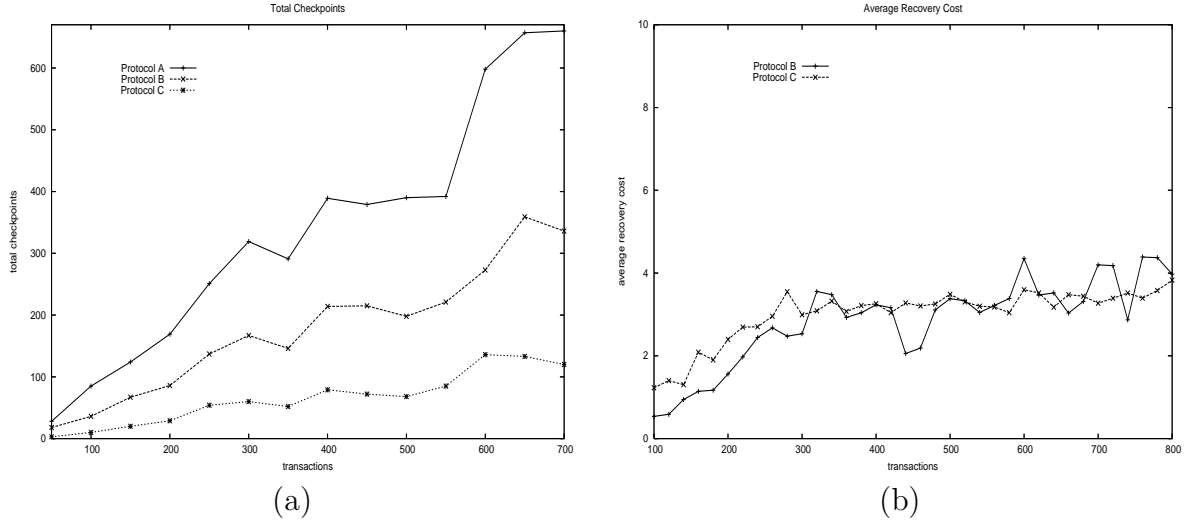 Total Checkpoints
600
500
400
300
200
100
0
total checkpoints
Protocol A
Protocol B
Protocol C
100 200 300 400 500 600 700
transactions
(a)
Average Recovery Cost
10
8
6
4
2
0
average recovery cost
Protocol B
Protocol C
100 200 300 400 500 600 700 800
transactions
(b)